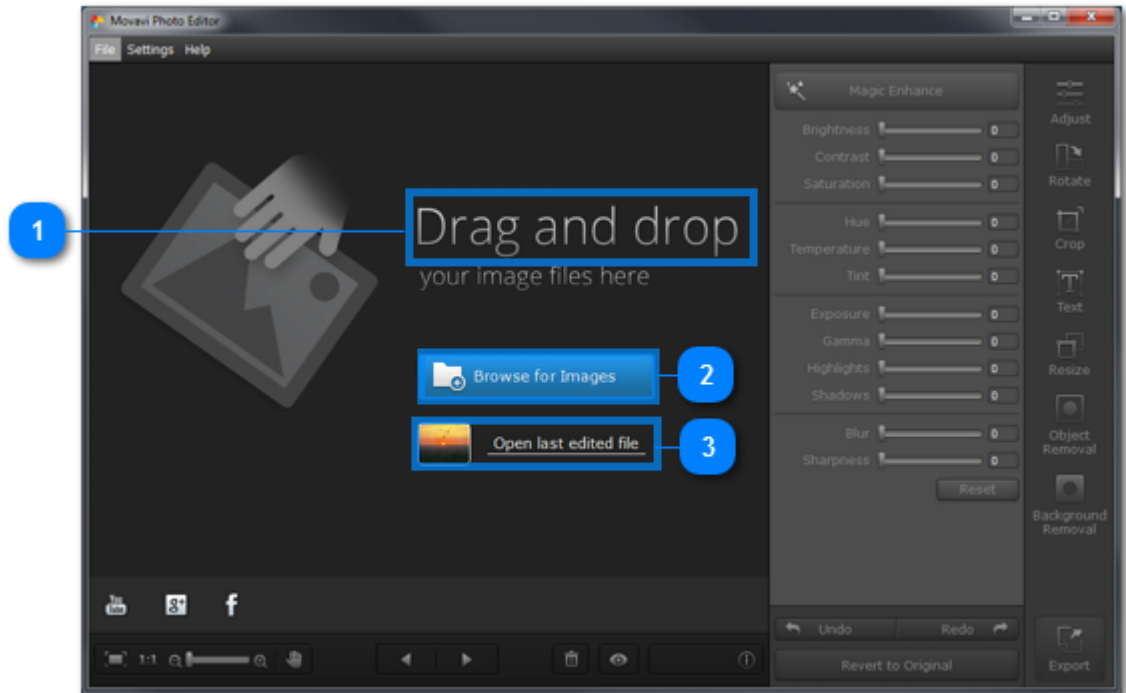 Movavi Photo Editor
File Settings Help
1
Drag and drop
your image files here
Browse for Images
2
Open last edited file
3
Magic Enhance
Brightness 0
Contrast 0
Saturation 0
Hue 0
Temperature 0
Tint 0
Exposure 0
Gamma 0
Highlights 0
Shadows 0
Blur 0
Sharpness 0
Reset
Undo Redo
Revert to Original
Adjust
Rotate
Crop
Text
Resize
Object
Removal
Background
Removal
Export
You
Tube
g+
f
1:1